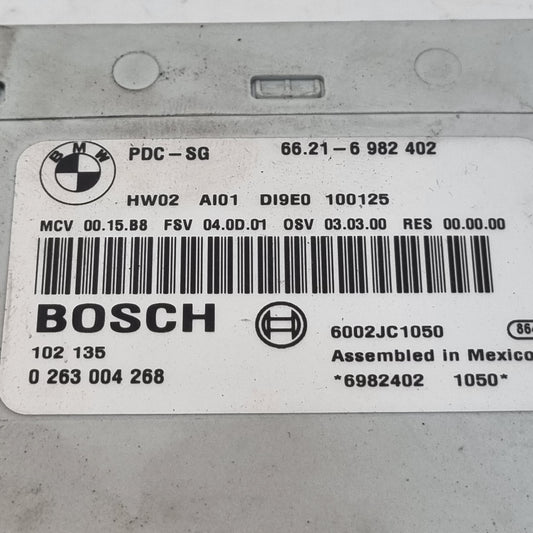 BMW
PDC-SG 66.21-6 982 402
HW02 AI01 DI9E0 100125
MCV 00.15.B8 FSV 04.0D.01 OSV 03.03.00 RES 00.00.00
BOSCH
6002JC1050
102 135
Assembled in Mexico
0 263 004 268
*6982402 1050*